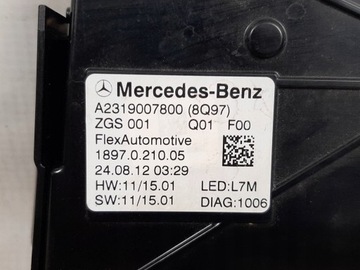 Mercedes-Benz
A2319007800 (8Q97)
ZGS 001 Q01 F00
FlexAutomotive
1897.0.210.05
24.08.12 03:29
HW:11/15.01 LED:L7M
SW:11/15.01 DIAG:1006